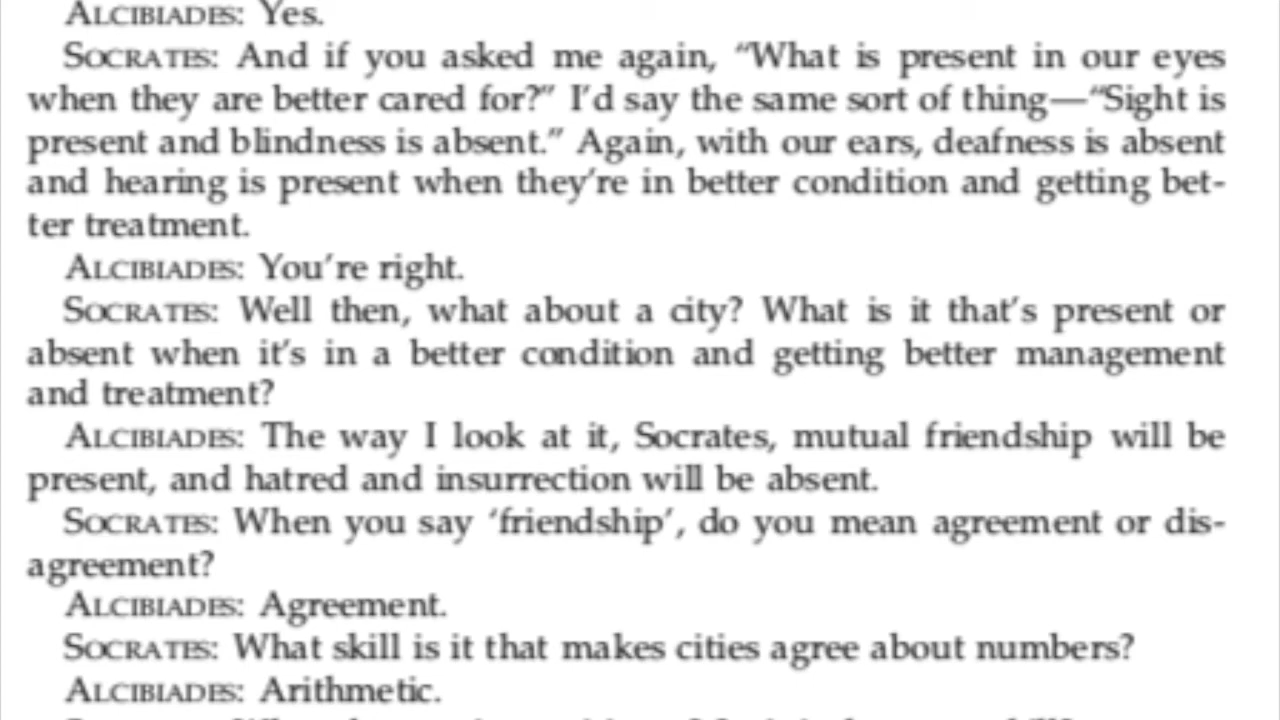 ALCIBIADES: Yes.
SOCRATES: And if you asked me again, “What is present in our eyes
when they are better cared for?” I’d say the same sort of thing—“Sight is
present and blindness is absent.” Again, with our ears, deafness is absent
and hearing is present when they’re in better condition and getting bet-
ter treatment.
ALCIBIADES: You’re right.
SOCRATES: Well then, what about a city? What is it that’s present or
absent when it’s in a better condition and getting better management
and treatment?
ALCIBIADES: The way I look at it, Socrates, mutual friendship will be
present, and hatred and insurrection will be absent.
SOCRATES: When you say ‘friendship’, do you mean agreement or dis-
agreement?
ALCIBIADES: Agreement.
SOCRATES: What skill is it that makes cities agree about numbers?
ALCIBIADES: Arithmetic.